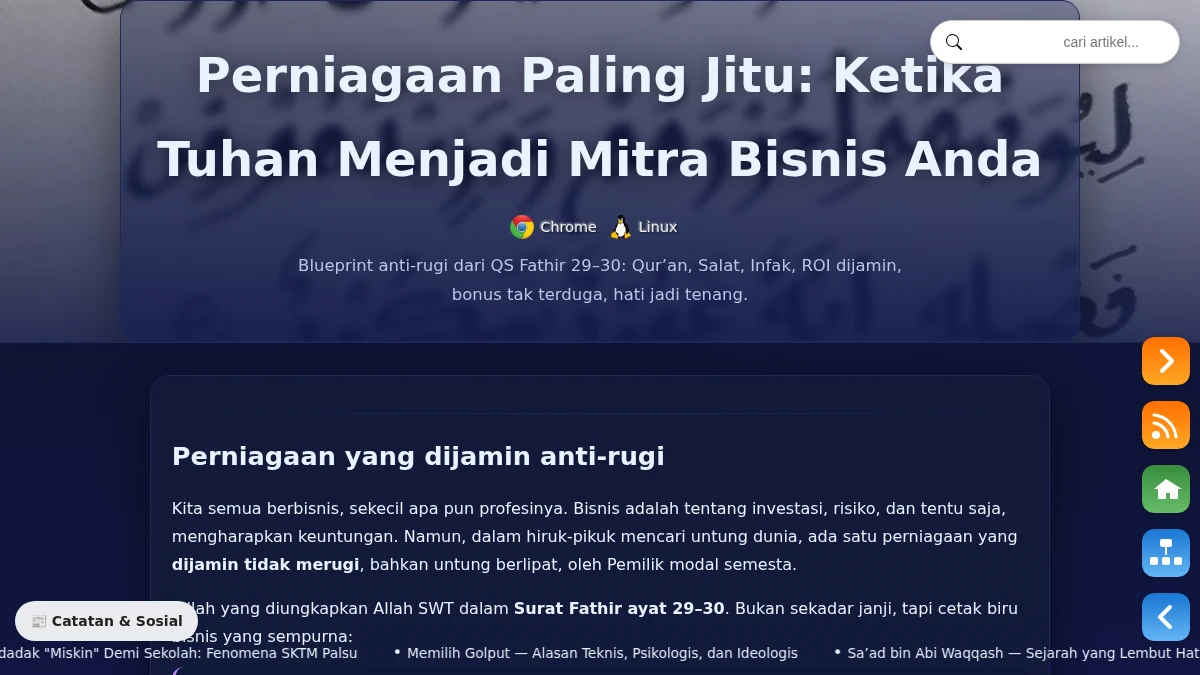 cari artikel...
Perniagaan Paling Jitu: Ketika
Tuhan Menjadi Mitra Bisnis Anda
Chrome Linux
Blueprint anti-rugi dari QS Fathir 29–30: Qur’an, Salat, Infak, ROI dijamin,
bonus tak terduga, hati jadi tenang.
Perniagaan yang dijamin anti-rugi
Kita semua berbisnis, sekecil apa pun profesinya. Bisnis adalah tentang investasi, risiko, dan tentu saja,
mengharapkan keuntungan. Namun, dalam hiruk-pikuk mencari untung dunia, ada satu perniagaan yang
dijamin tidak merugi, bahkan untung berlipat, oleh Pemilik modal semesta.
yang diungkapkan Allah SWT dalam Surat Fathir ayat 29–30. Bukan sekadar janji, tapi cetak biru
bisnis yang sempurna:
Catatan & Sosial
dadak "Miskin" Demi Sekolah: Fenomena SKTM Palsu • Memilih Golput — Alasan Teknis, Psikologis, dan Ideologis • Sa’ad bin Abi Waqqash — Sejarah yang Lembut Hat